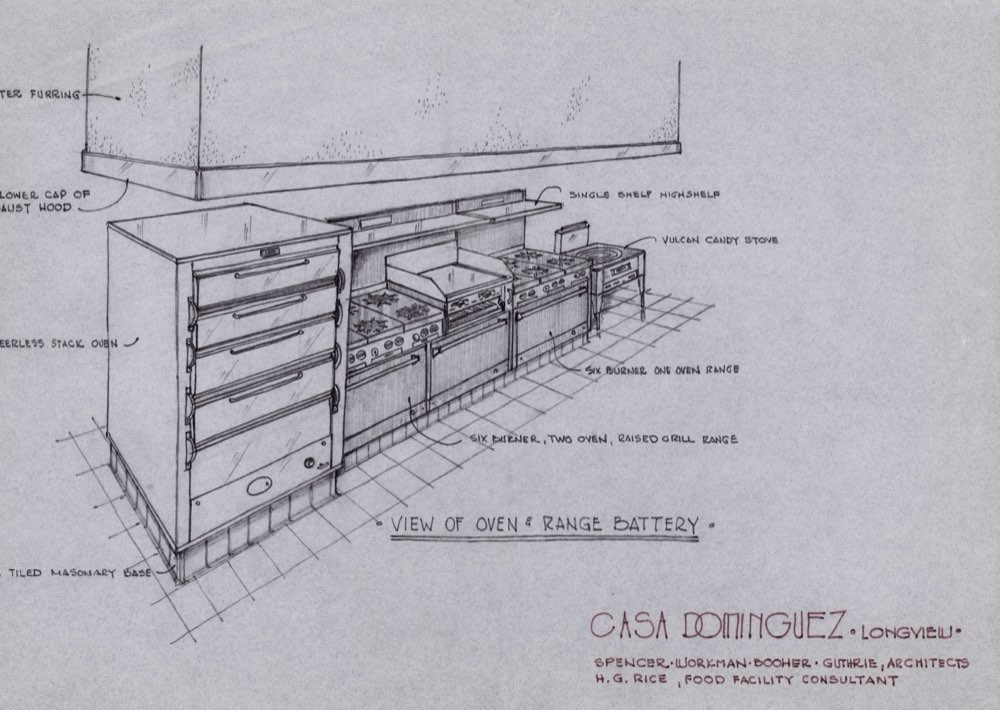 TER FURRING
LOWER CAP OF
AUST HOOD
SINGLE SHELF HIGHSHELF
VULCAN CANDY STOVE
EERLESS STACK OVEN
SIX BURNER ONE OVEN RANGE
SIX BURNER, TWO OVEN, RAISED GRILL RANGE
• VIEW OF OVEN & RANGE BATTERY •
TILED MASONARY BASE
CASA DOMINGUEZ • LONGVIEW •
SPENCER • WORKMAN • BOOHER • GUTHRIE, ARCHITECTS
H. G. RICE, FOOD FACILITY CONSULTANT